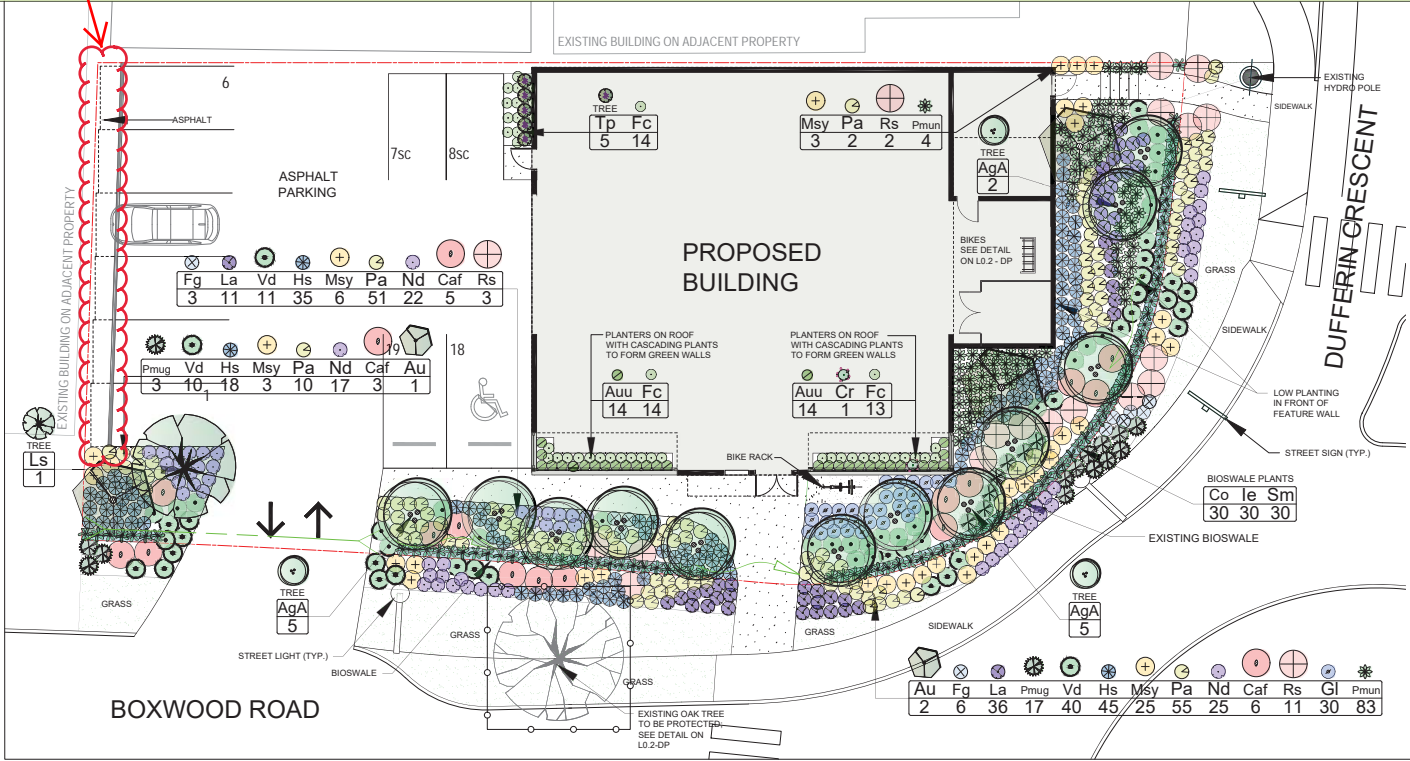 EXISTING BUILDING ON ADJACENT PROPERTY
6
ASPHALT
7sc
8sc
ASPHALT
PARKING
EXISTING BUILDING ON ADJACENT PROPERTY
TREE
Tp Fc
5 14
Msy Pa Rs Pmun
3 2 2 4
TREE
AgA
2
EXISTING
HYDRO POLE
SIDEWALK
DUFFERIN CRESCENT
PROPOSED
BUILDING
BIKES
SEE DETAIL
ON L0.2 - DP
GRASS
SIDEWALK
Fg La Vd Hs Msy Pa Nd Caf Rs
3 11 11 35 6 51 22 5 3
Pmug Vd Hs Msy Pa Nd Caf Au
3 10 18 3 10 17 3 1
19
18
1
PLANTERS ON ROOF
WITH CASCADING PLANTS
TO FORM GREEN WALLS
Auu Fc
14 14
PLANTERS ON ROOF
WITH CASCADING PLANTS
TO FORM GREEN WALLS
Auu Cr Fc
14 1 13
LOW PLANTING
IN FRONT OF
FEATURE WALL
STREET SIGN (TYP.)
TREE
Ls
1
BIKE RACK
BIOSWALE PLANTS
Co Ie Sm
30 30 30
EXISTING BIOSWALE
GRASS
TREE
AgA
5
TREE
AgA
5
STREET LIGHT (TYP.)
GRASS
BIOSWALE
GRASS
GRASS
SIDEWALK
Au Fg La Pmug Vd Hs Msy Pa Nd Caf Rs Gl Pmun
2 6 36 17 40 45 25 55 25 6 11 30 83
BOXWOOD ROAD
EXISTING OAK TREE
TO BE PROTECTED,
SEE DETAIL ON
L0.2-DP